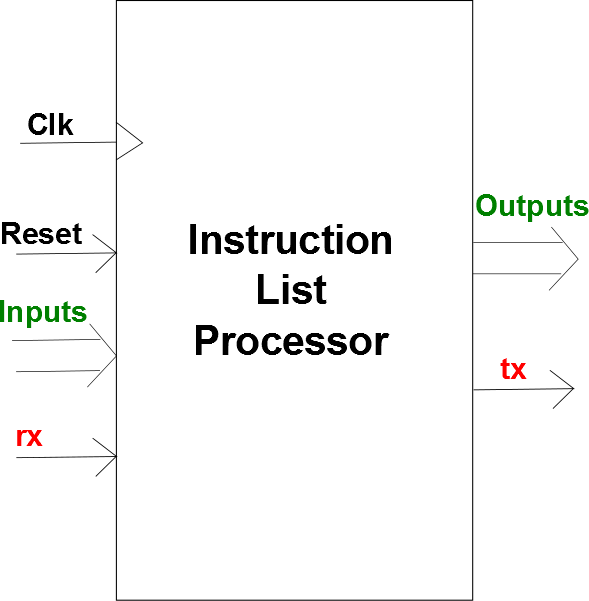 Clk
Reset
Inputs
rx
Instruction
List
Processor
Outputs
tx